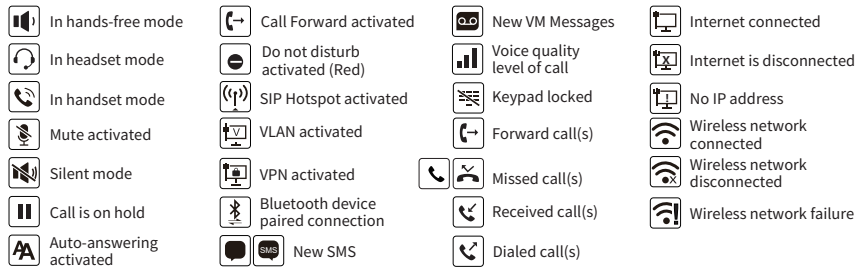 In hands-free mode
In headset mode
In handset mode
Mute activated
Silent mode
Call is on hold
AA
Auto-answering
activated
Call Forward activated
Do not disturb
activated (Red)
SIP Hotspot activated
V
VLAN activated
VPN activated
Bluetooth device
paired connection
SMS
New SMS
New VM Messages
Voice quality
level of call
Keypad locked
Forward call(s)
Missed call(s)
Received call(s)
Dialed call(s)
Internet connected
X
Internet is disconnected
!
No IP address
Wireless network
connected
X
Wireless network
disconnected
!
Wireless network failure